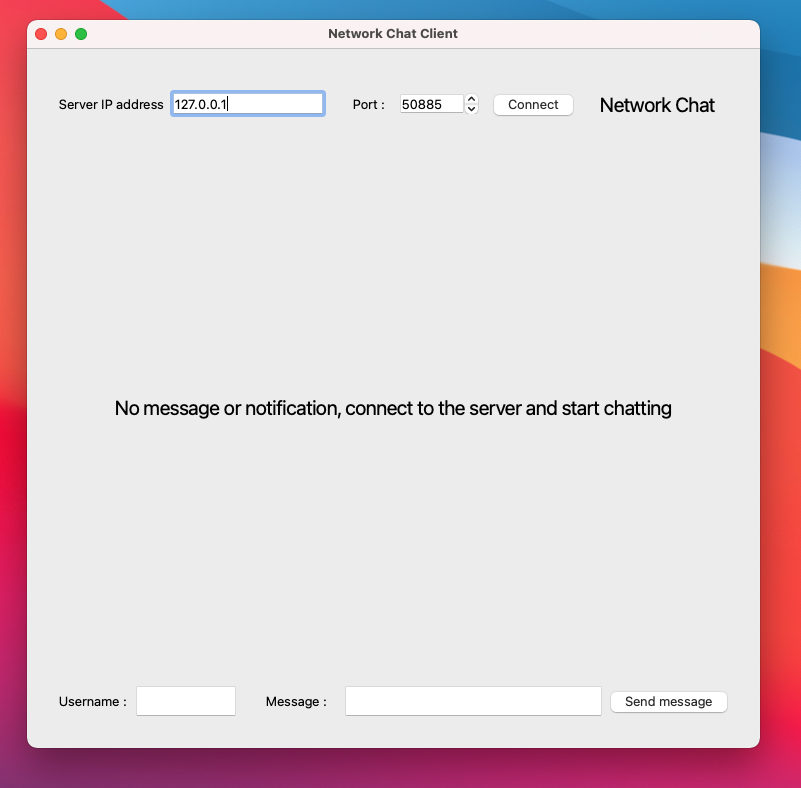 Network Chat Client
Server IP address 127.0.0.1 Port : 50885 Connect Network Chat
No message or notification, connect to the server and start chatting
Username : Message : Send message